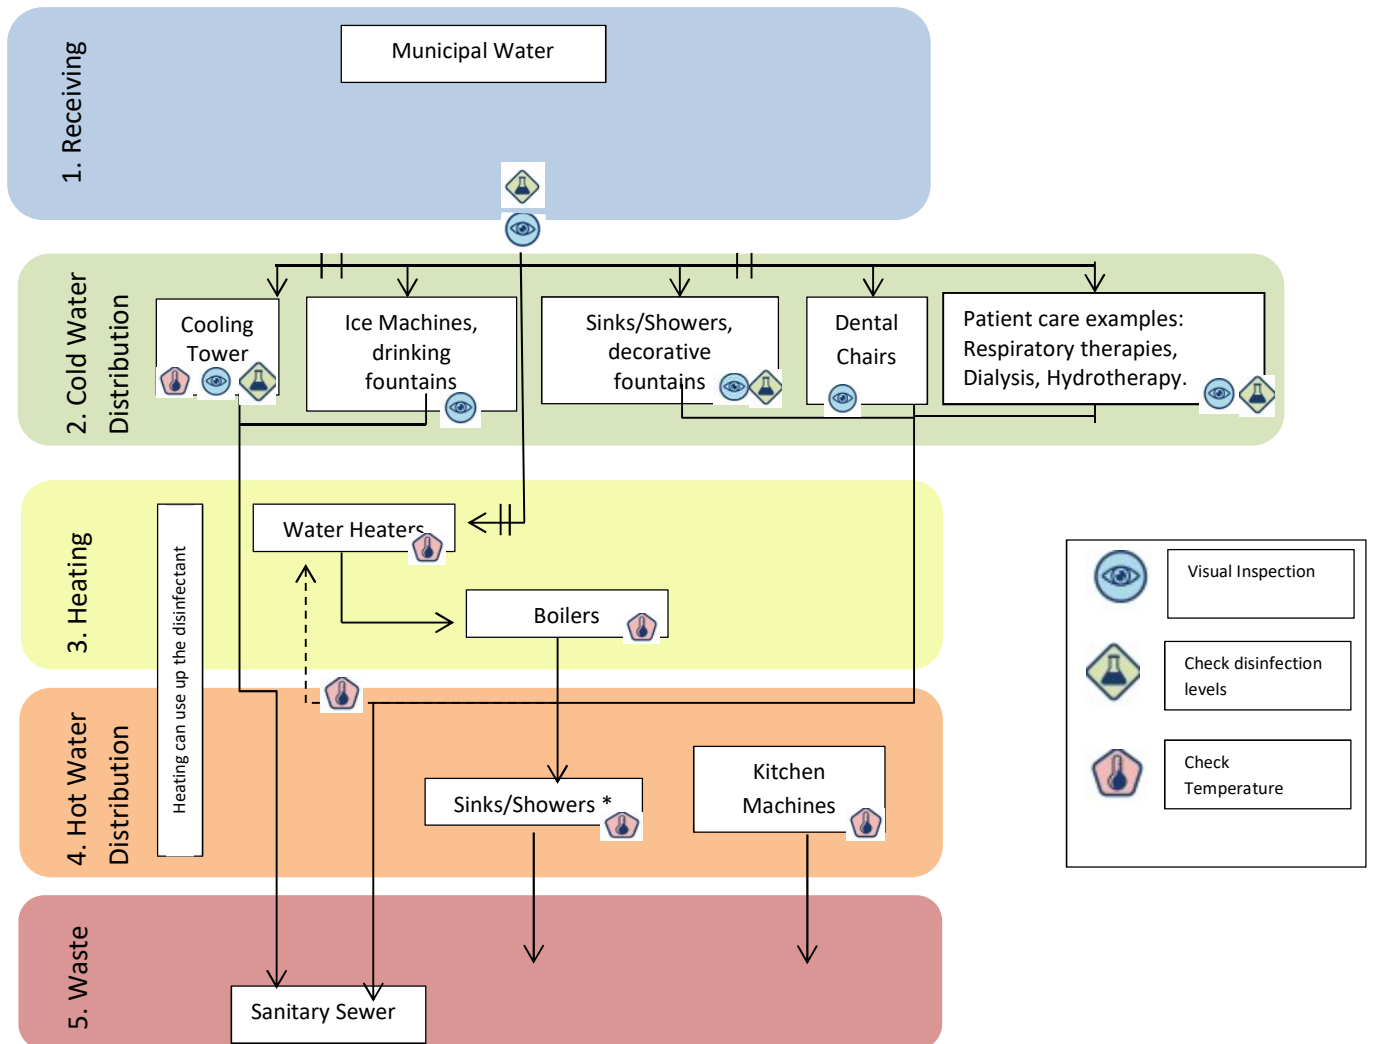 1. Receiving
Municipal Water
2. Cold Water
Distribution
Cooling
Tower
Ice Machines,
drinking
fountains
Sinks/Showers,
decorative
fountains
Dental
Chairs
Patient care examples:
Respiratory therapies,
Dialysis, Hydrotherapy.
3. Heating
Heating can use up the disinfectant
Water Heaters
Boilers
4. Hot Water
Distribution
Sinks/Showers *
Kitchen
Machines
5. Waste
Sanitary Sewer
Visual Inspection
Check disinfection
levels
Check
Temperature